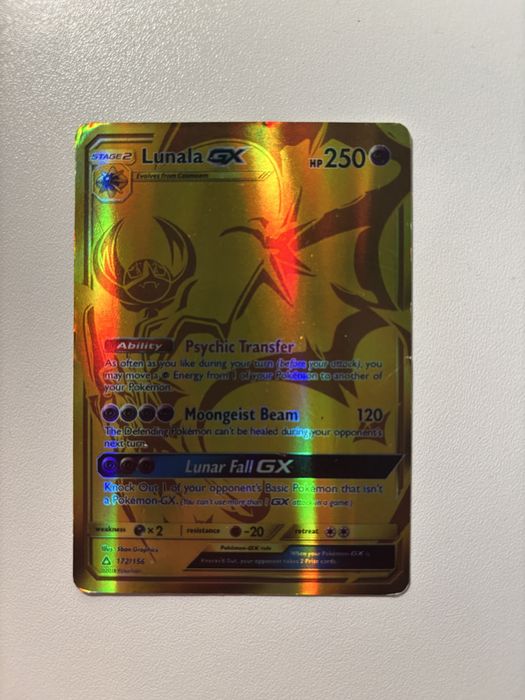 STAGE 2 Lunala GX HP 250
Evolves from Cosmoem
Ability Psychic Transfer
As often as you like during your turn (before your attack), you
may move a Energy from 1 of your Pokémon to another of
your Pokémon.
Moongeist Beam 120
The Defending Pokémon can't be healed during your opponent's
next turn.
Lunar Fall GX
Knock Out 1 of your opponent's Basic Pokémon that isn't
a Pokémon-GX. (You can't use more than 1 GX attack in a game.)
weakness ×2 resistance -20 retreat
Illus. 5ban Graphics
Pokémon-GX rule
When your Pokémon-GX is
Knocked Out, your opponent takes 2 Prize cards.
172/156
©2018 Pokémon